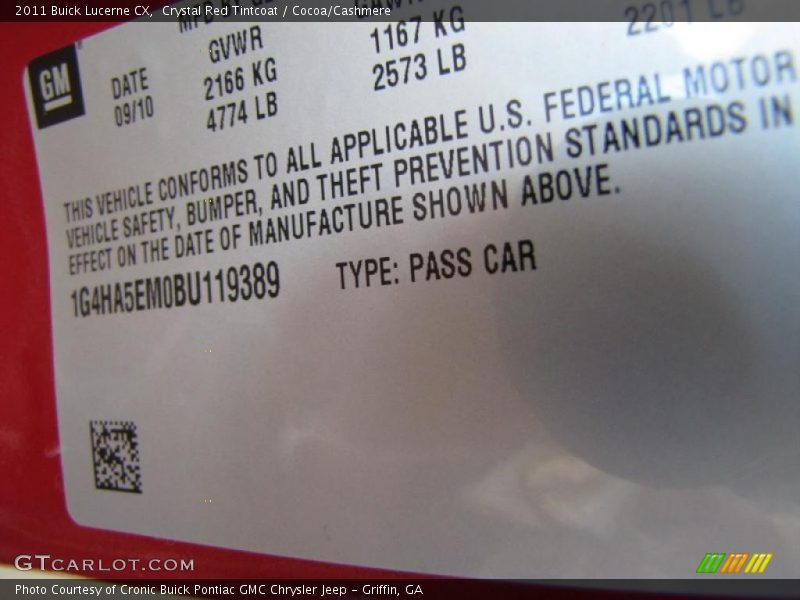 2011 Buick Lucerne CX, Crystal Red Tintcoat / Cocoa/Cashmere
GM
DATE
09/10
GVWR
2166 KG
4774 LB
1167 KG
2573 LB
2201 LB
THIS VEHICLE CONFORMS TO ALL APPLICABLE U.S. FEDERAL MOTOR
VEHICLE SAFETY, BUMPER, AND THEFT PREVENTION STANDARDS IN
EFFECT ON THE DATE OF MANUFACTURE SHOWN ABOVE.
1G4HA5EM0BU119389 TYPE: PASS CAR
GTCARLOT.COM
Photo Courtesy of Cronic Buick Pontiac GMC Chrysler Jeep – Griffin, GA